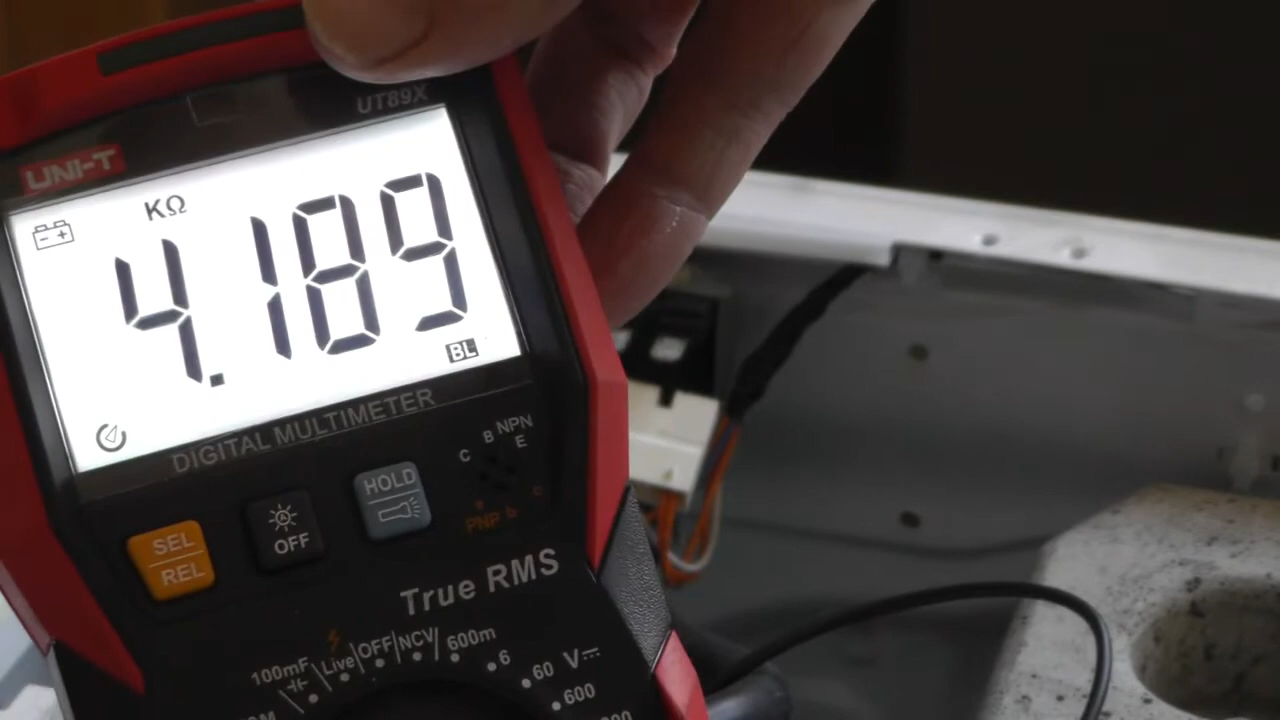 UT89X
UNI-T
KΩ
4.189
BL
DIGITAL MULTIMETER
C B NPN E
PNP b c
HOLD
OFF
SEL
REL
True RMS
100mF Live OFF NCV 600m
6
60 V
600